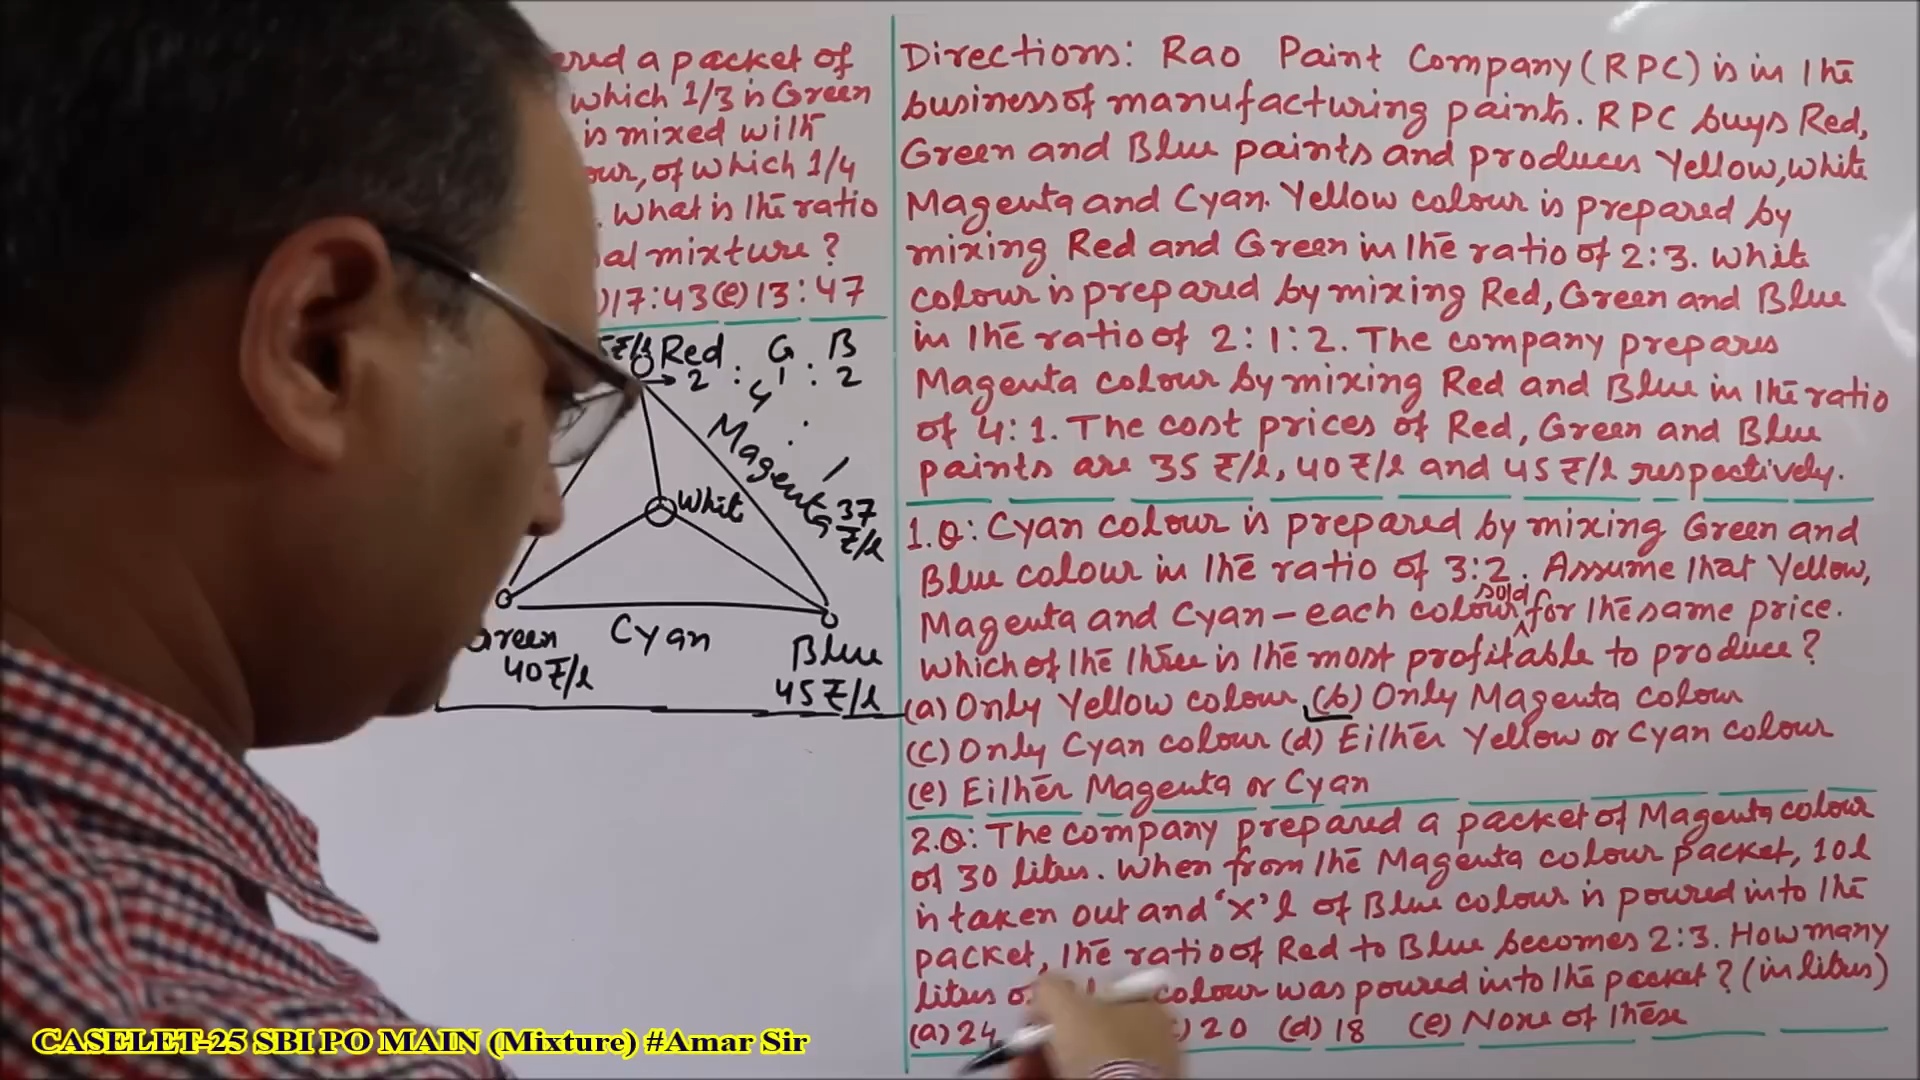 ered a packet of
which 1/3 is Green
is mixed with
our, of which 1/4
. What is the ratio
al mixture?
)17:43(e)13:47
5₹/l Red : G : B
2 : 1 : 2
4
:
1
Magenta 37
₹/l
White
Green
40₹/l
Cyan
Blue
45₹/l
Directions: Rao Paint Company(RPC) is in the
business of manufacturing paints. RPC buys Red,
Green and Blue paints and produces Yellow, White
Magenta and Cyan. Yellow colour is prepared by
mixing Red and Green in the ratio of 2:3. White
colour is prepared by mixing Red, Green and Blue
in the ratio of 2:1:2. The company prepares
Magenta colour by mixing Red and Blue in the ratio
of 4:1. The cost prices of Red, Green and Blue
paints are 35₹/l, 40₹/l and 45₹/l respectively.
1.Q: Cyan colour is prepared by mixing Green and
Blue colour in the ratio of 3:2. Assume that Yellow,
Magenta and Cyan - each colour sold for the same price.
Which of the three is the most profitable to produce?
(a) Only Yellow colour (b) Only Magenta colour
(c) Only Cyan colour (d) Either Yellow or Cyan colour
(e) Either Magenta or Cyan
2.Q: The company prepared a packet of Magenta colour
of 30 litres. When from the Magenta colour packet, 10l
is taken out and 'x' l of Blue colour is poured into the
packet, the ratio of Red to Blue becomes 2:3. How many
litres of colour was poured into the packet? (in litres)
(a) 24 ) 20 (d) 18 (e) None of these
CASELET-25 SBI PO MAIN (Mixture) #Amar Sir